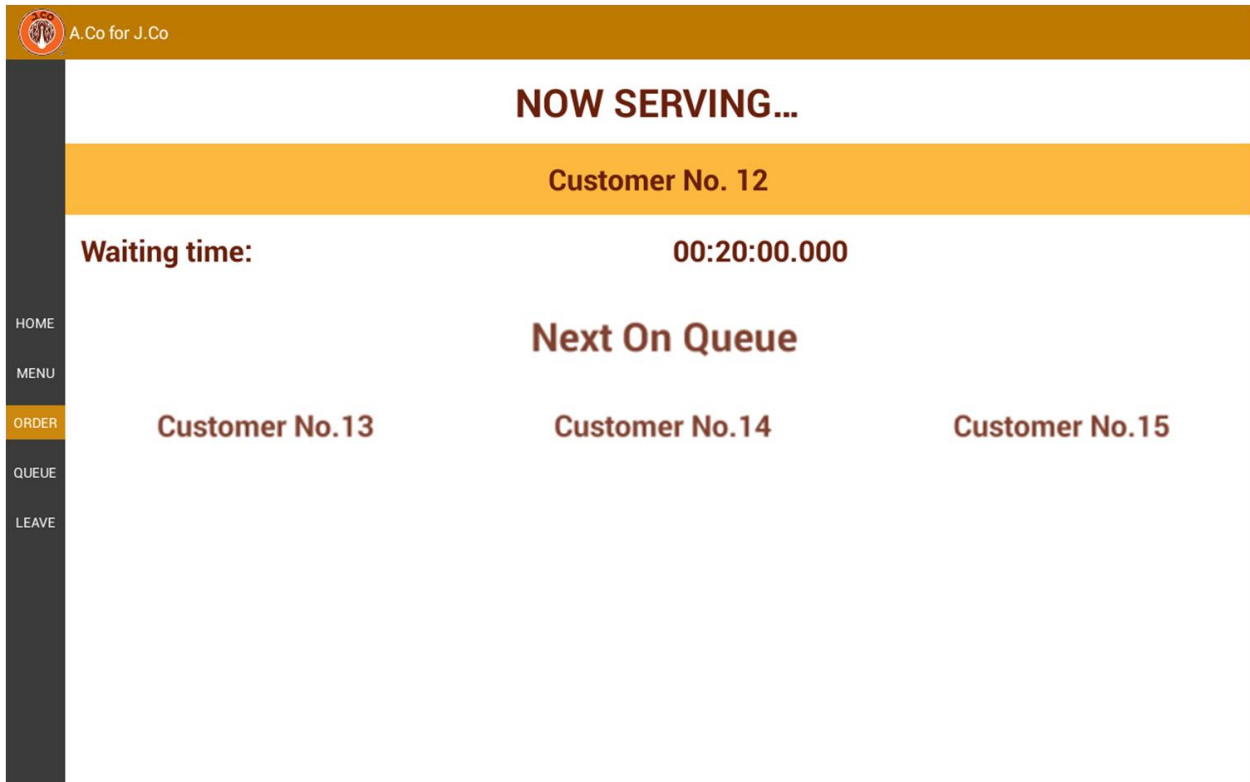 J.CO
A.Co for J.Co
NOW SERVING...
Customer No. 12
Waiting time: 00:20:00.000
Next On Queue
Customer No.13 Customer No.14 Customer No.15
HOME
MENU
ORDER
QUEUE
LEAVE